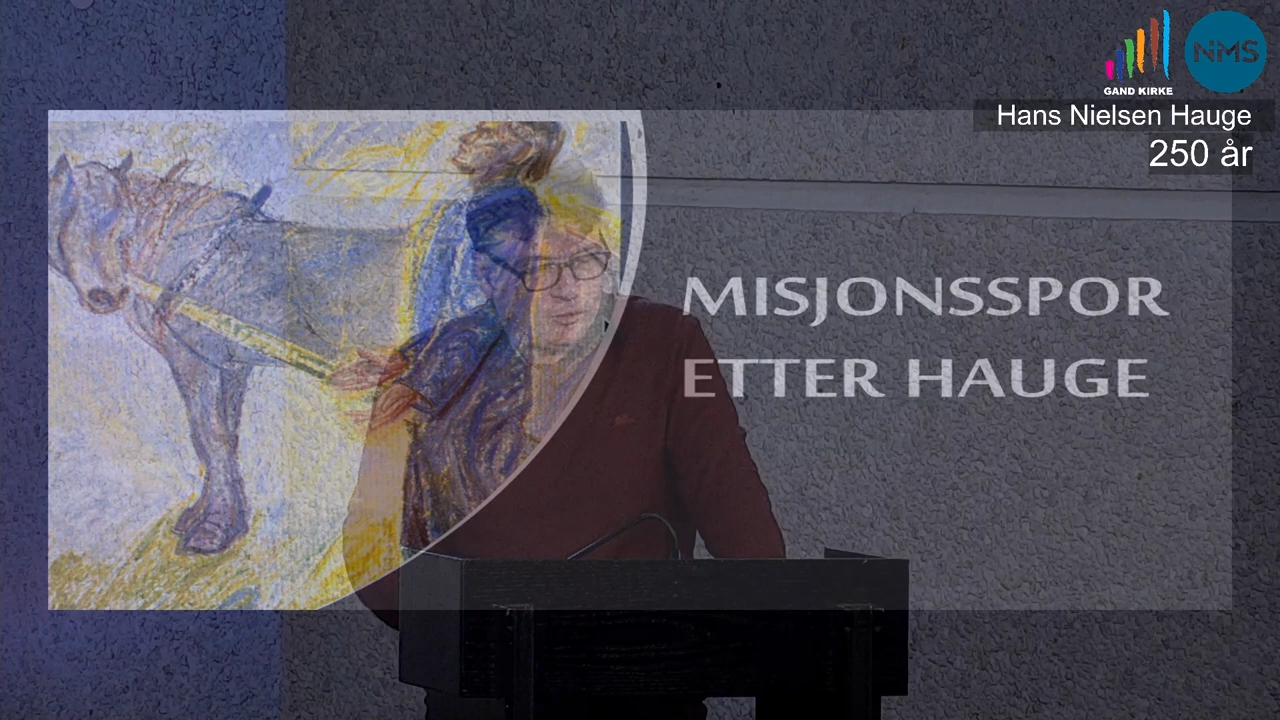 GAND KIRKE
NMS
Hans Nielsen Hauge
250 år
MISJONSSPOR
ETTER HAUGE